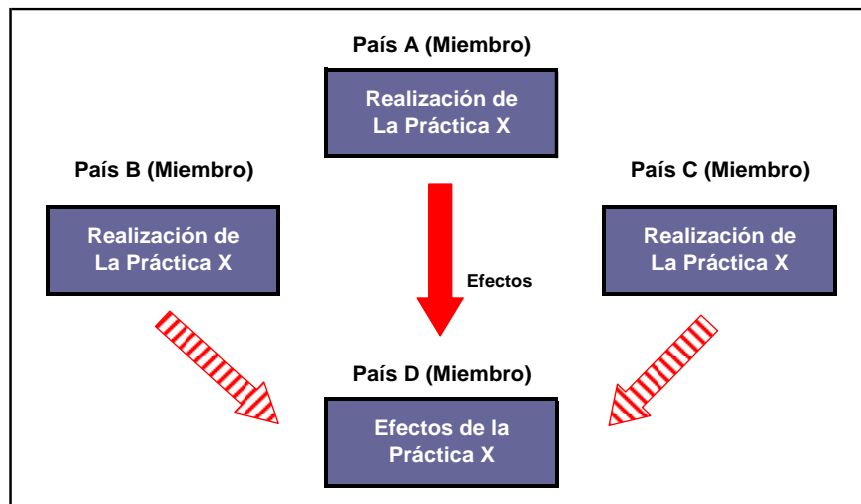 País A (Miembro)
Realización de
La Práctica X
País B (Miembro)
Realización de
La Práctica X
País C (Miembro)
Realización de
La Práctica X
Efectos
País D (Miembro)
Efectos de la
Práctica X